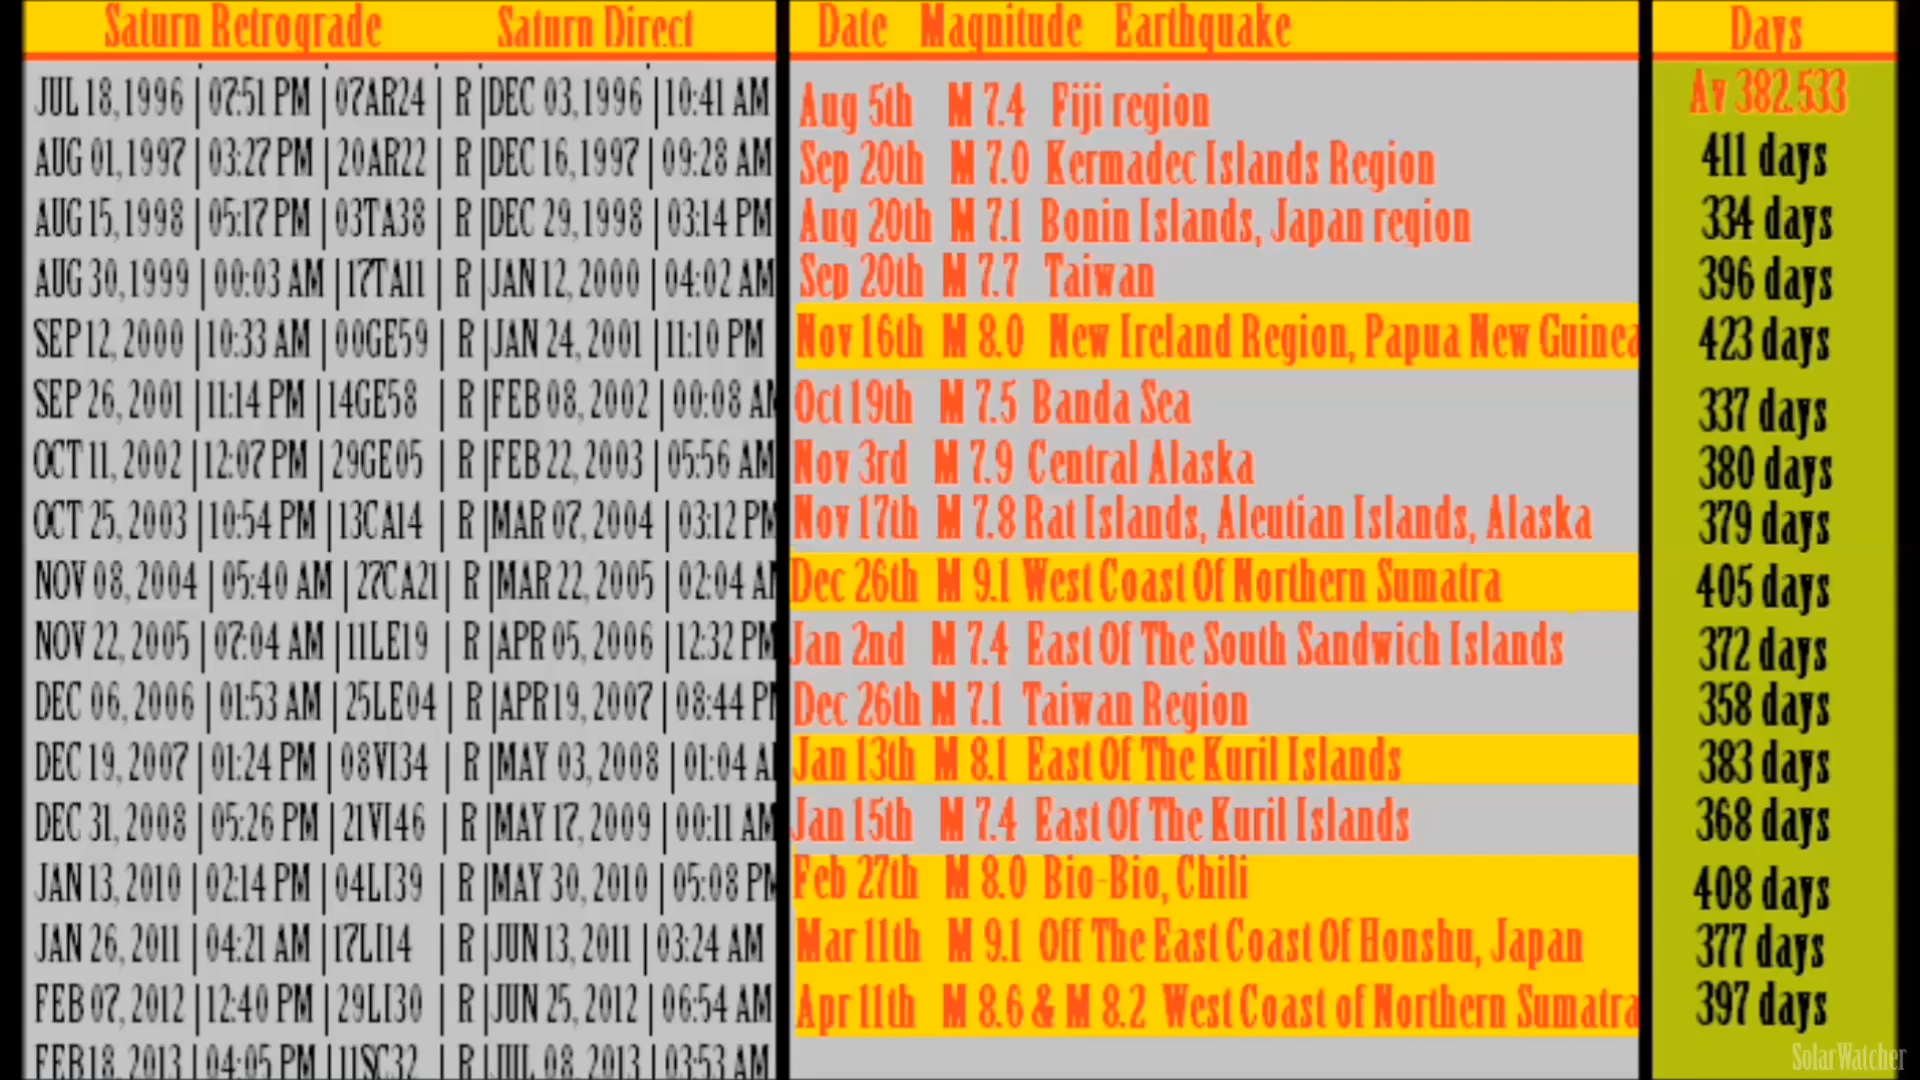 Saturn Retrograde Saturn Direct Date Magnitude Earthquake Days
JUL 18, 1996 | 07:51 PM | 07AR24 | R | DEC 03, 1996 | 10:41 AM Aug 5th M 7.4 Fiji region Av 382.533
AUG 01, 1997 | 03:27 PM | 20AR22 | R | DEC 16, 1997 | 09:28 AM Sep 20th M 7.0 Kermadec Islands Region 411 days
AUG 15, 1998 | 05:17 PM | 03TA38 | R | DEC 29, 1998 | 03:14 PM Aug 20th M 7.1 Bonin Islands, Japan region 334 days
AUG 30, 1999 | 00:03 AM | 17TA11 | R | JAN 12, 2000 | 04:02 AM Sep 20th M 7.7 Taiwan 396 days
SEP 12, 2000 | 10:33 AM | 00GE59 | R | JAN 24, 2001 | 11:10 PM Nov 16th M 8.0 New Ireland Region, Papua New Guinea 423 days
SEP 26, 2001 | 11:14 PM | 14GE58 | R | FEB 08, 2002 | 00:08 AM Oct 19th M 7.5 Banda Sea 337 days
OCT 11, 2002 | 12:07 PM | 29GE05 | R | FEB 22, 2003 | 05:56 AM Nov 3rd M 7.9 Central Alaska 380 days
OCT 25, 2003 | 10:54 PM | 13CA14 | R | MAR 07, 2004 | 03:12 PM Nov 17th M 7.8 Rat Islands, Aleutian Islands, Alaska 379 days
NOV 08, 2004 | 05:40 AM | 27CA21 | R | MAR 22, 2005 | 02:04 AM Dec 26th M 9.1 West Coast Of Northern Sumatra 405 days
NOV 22, 2005 | 07:04 AM | 11LE19 | R | APR 05, 2006 | 12:32 PM Jan 2nd M 7.4 East Of The South Sandwich Islands 372 days
DEC 06, 2006 | 01:53 AM | 25LE04 | R | APR 19, 2007 | 08:44 PM Dec 26th M 7.1 Taiwan Region 358 days
DEC 19, 2007 | 01:24 PM | 08VI34 | R | MAY 03, 2008 | 01:04 AM Jan 13th M 8.1 East Of The Kuril Islands 383 days
DEC 31, 2008 | 05:26 PM | 21VI46 | R | MAY 17, 2009 | 00:11 AM Jan 15th M 7.4 East Of The Kuril Islands 368 days
JAN 13, 2010 | 02:14 PM | 04LI39 | R | MAY 30, 2010 | 05:08 PM Feb 27th M 8.0 Bio-Bio, Chili 408 days
JAN 26, 2011 | 04:21 AM | 17LI14 | R | JUN 13, 2011 | 03:24 AM Mar 11th M 9.1 Off The East Coast Of Honshu, Japan 377 days
FEB 07, 2012 | 12:40 PM | 29LI30 | R | JUN 25, 2012 | 06:54 AM Apr 11th M 8.6 & M 8.2 West Coast of Northern Sumatra 397 days
FEB 18, 2013 | 04:05 PM | 11SC32 | R | JUL 08, 2013 | 03:53 AM
SolarWatcher